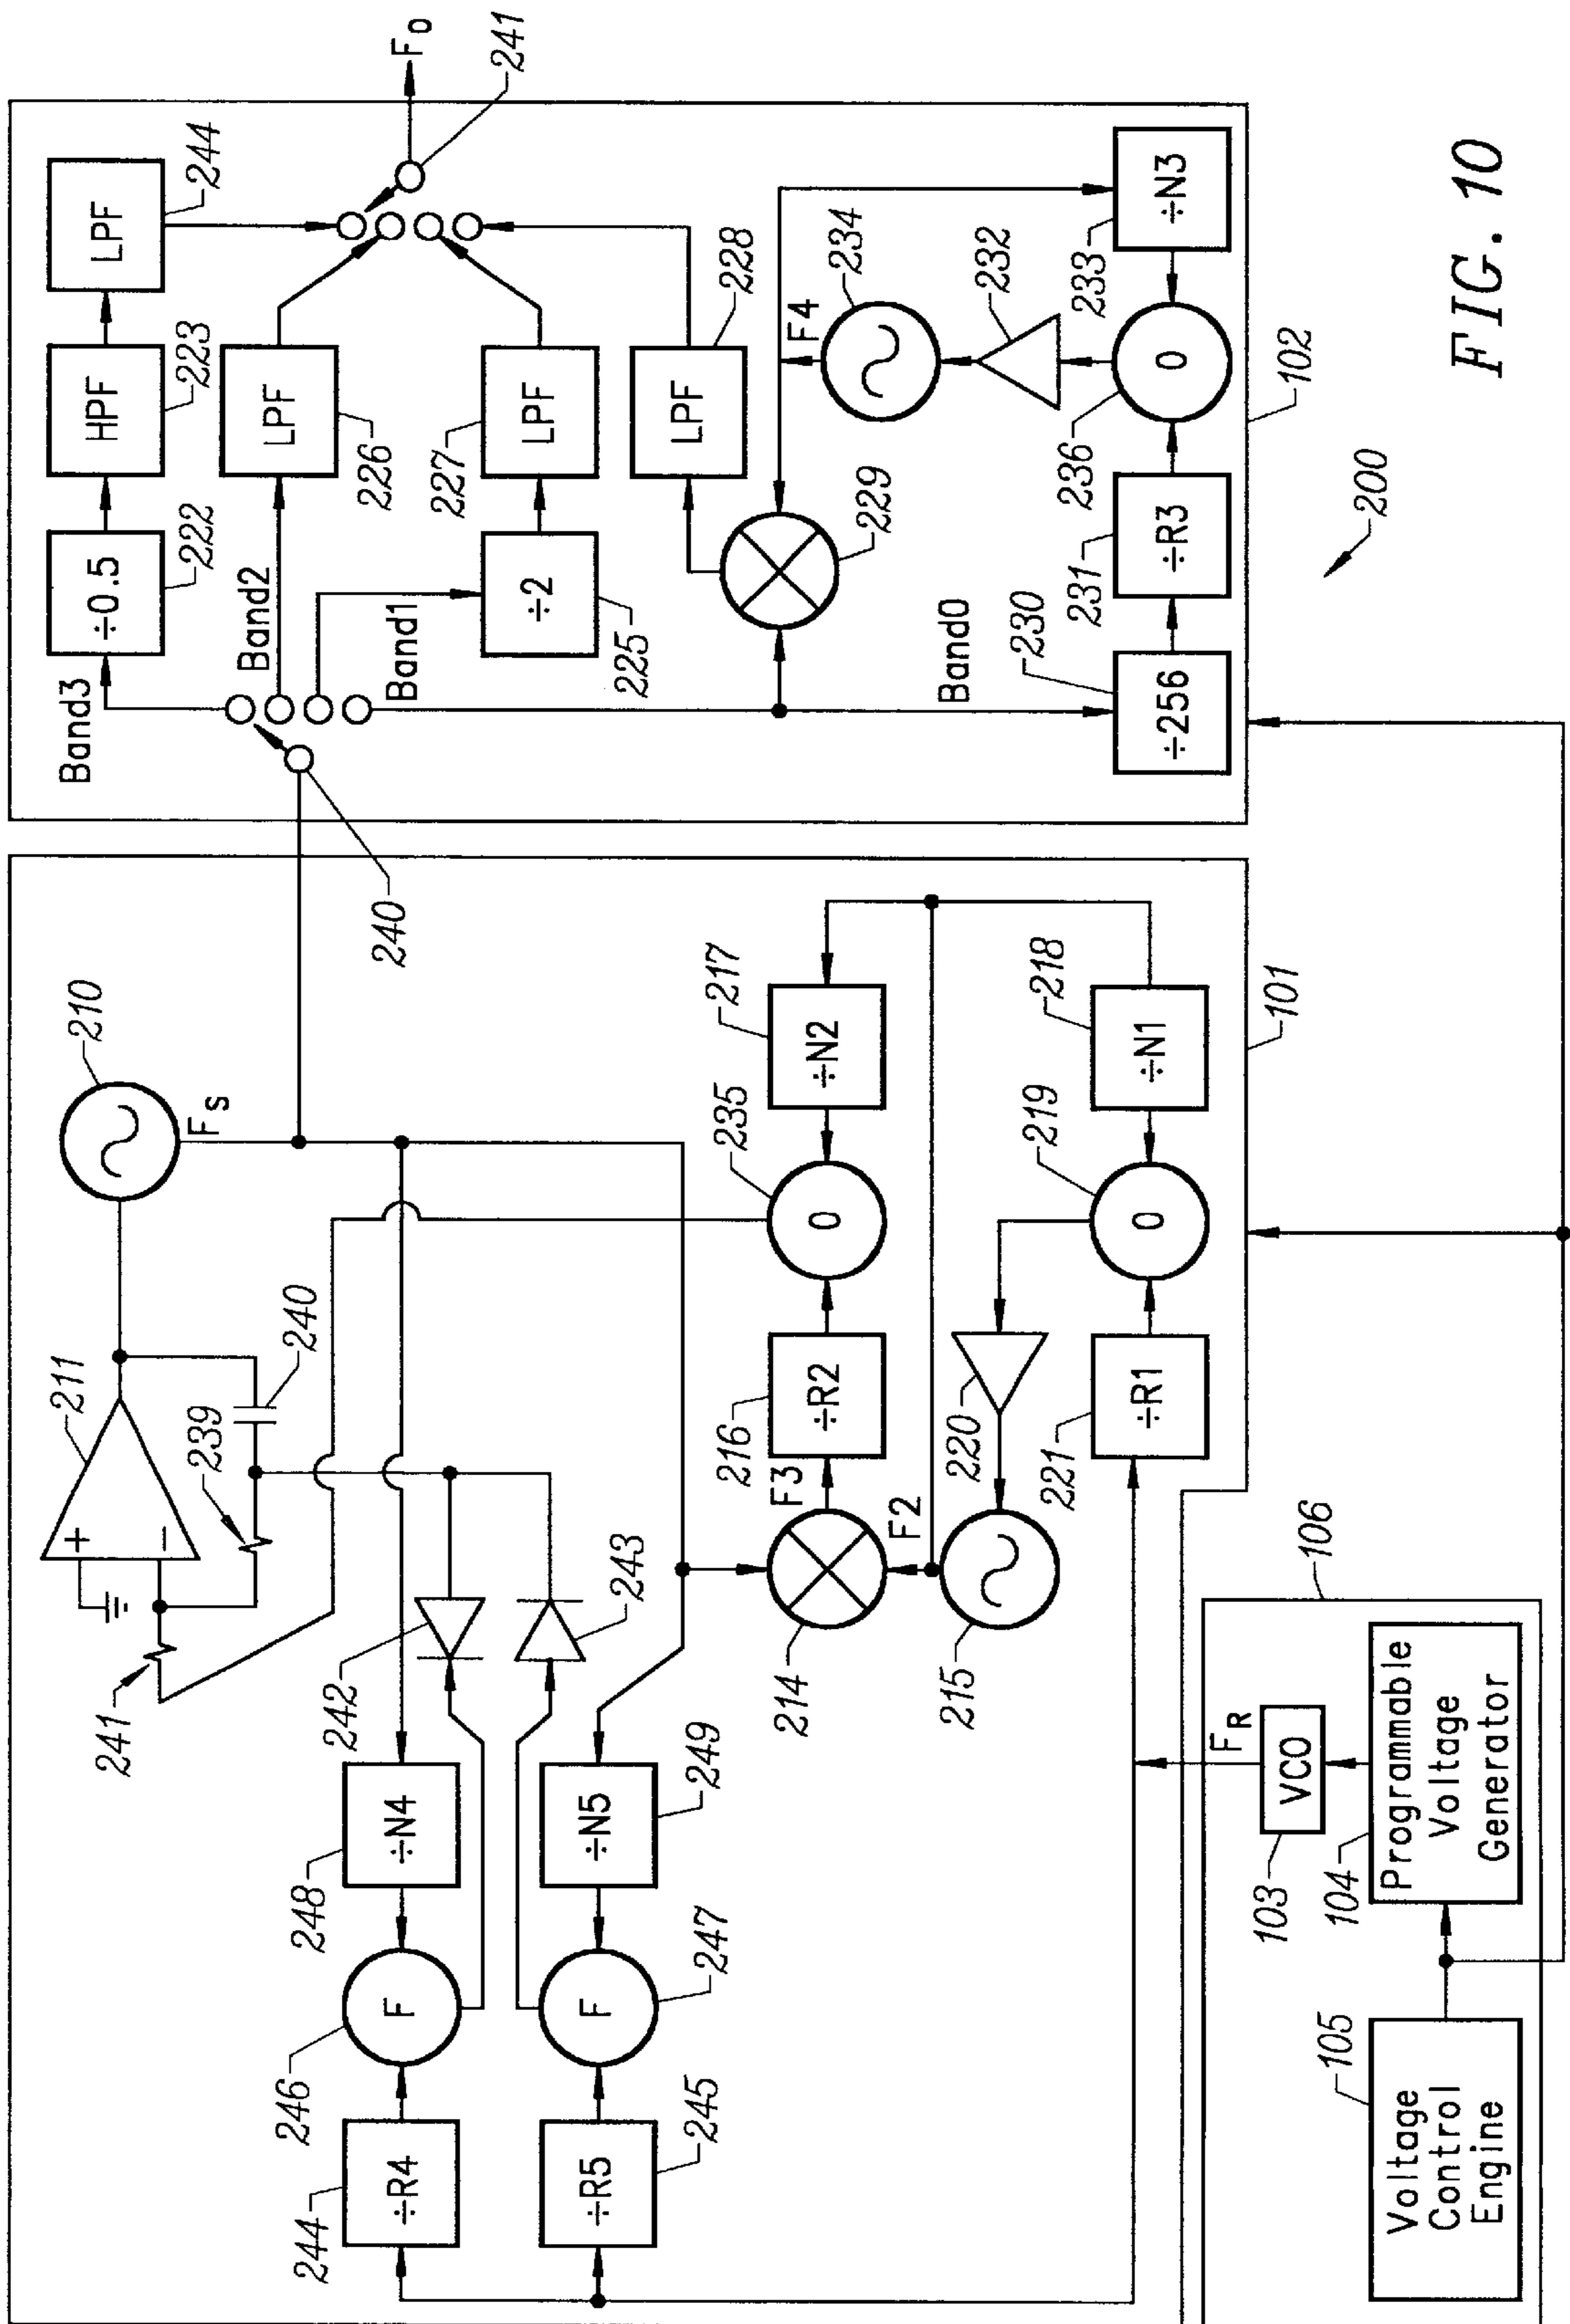 210
F_S
211
+
−
239
240
241
÷R4
244
F
246
÷N4
248
242
243
÷R5
245
F
247
÷N5
249
F3
÷R2
216
0
235
÷N2
217
214
F2
215
220
÷R1
221
0
219
÷N1
218
101
Voltage
Control
Engine
105
Programmable
Voltage
Generator
104
VCO
103
F_R
106
240
Band3
÷0.5
222
HPF
223
LPF
244
Band2
LPF
226
Band1
÷2
225
LPF
227
241
F_O
LPF
228
229
F4
234
232
Band0
÷256
230
÷R3
231
0
236
÷N3
233
102
200
FIG. 10